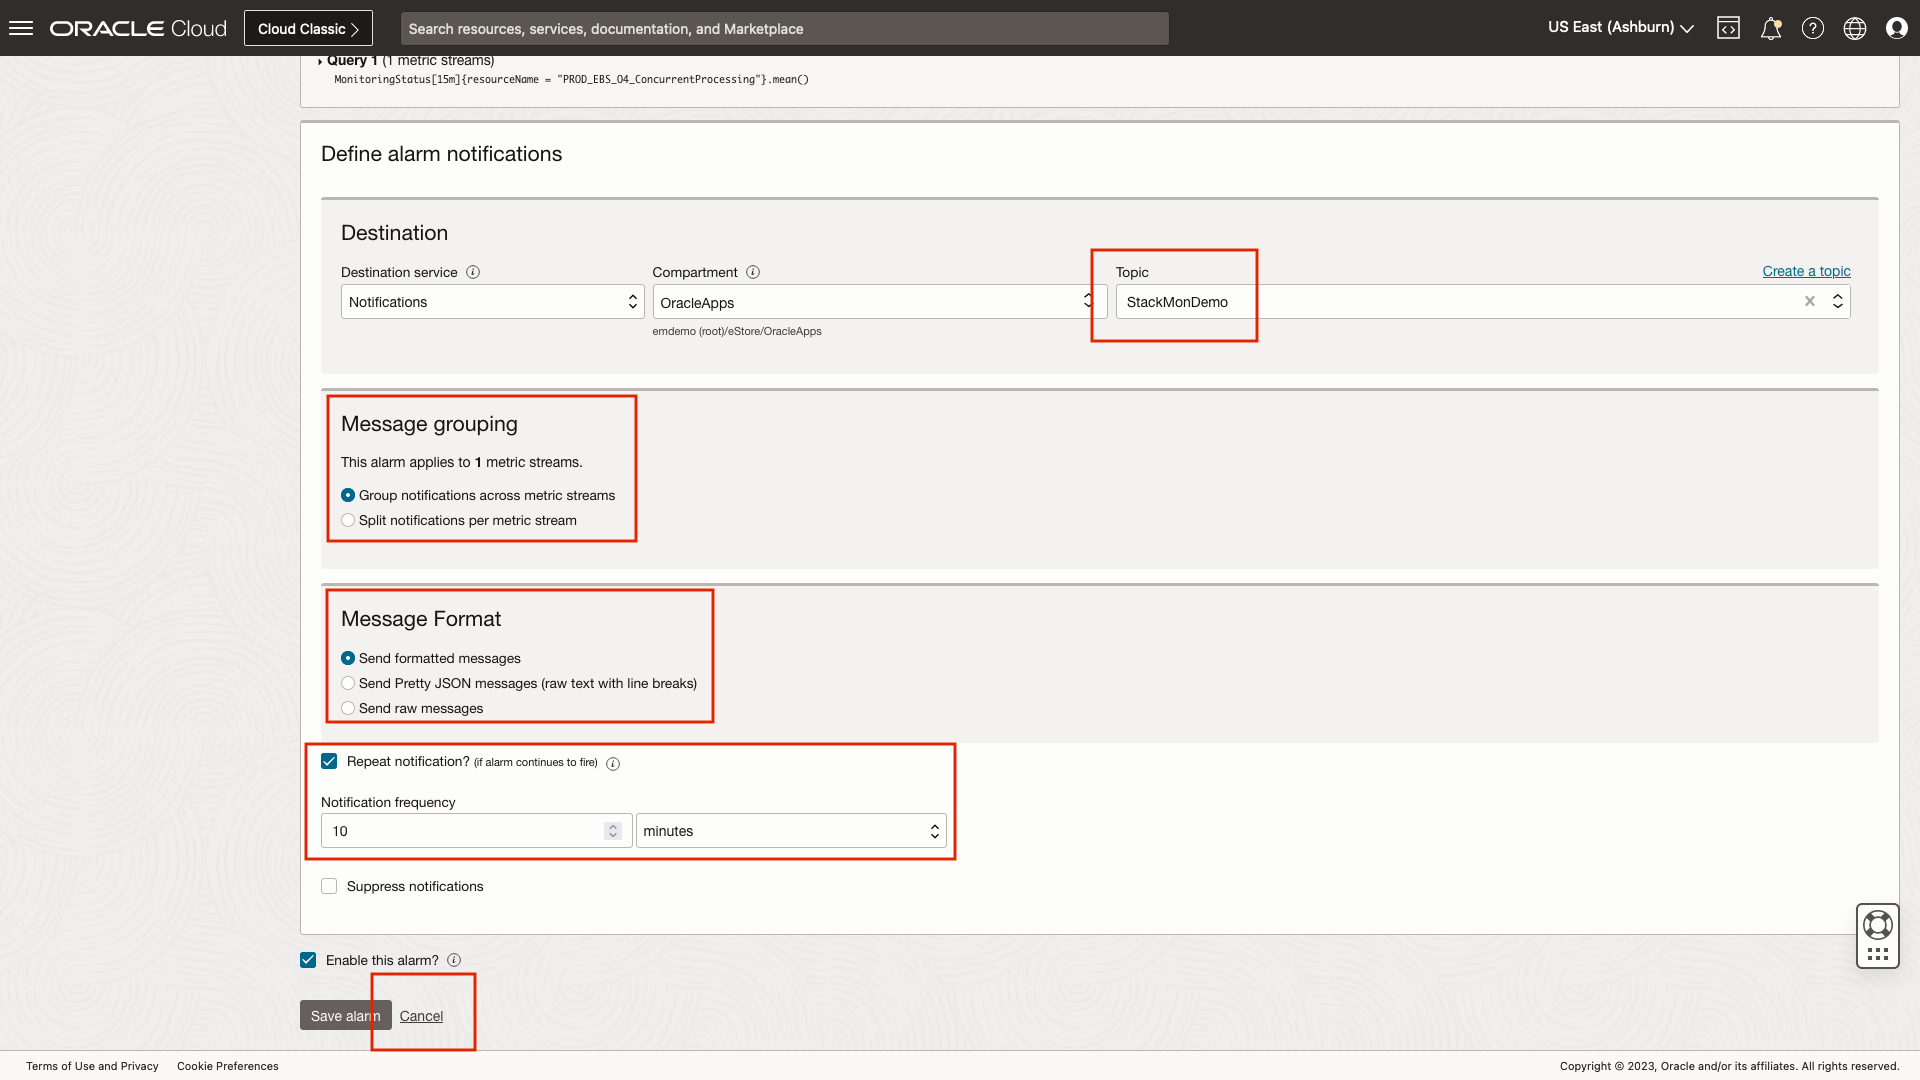 ORACLE Cloud
Cloud Classic
Search resources, services, documentation, and Marketplace
US East (Ashburn)
Query 1 (1 metric streams)
MonitoringStatus[15m]{resourceName = "PROD_EBS_04_ConcurrentProcessing"}.mean()
Define alarm notifications
Destination
Destination service
Compartment
Topic
Create a topic
Notifications
OracleApps
StackMonDemo
emdemo (root)/eStore/OracleApps
Message grouping
This alarm applies to 1 metric streams.
Group notifications across metric streams
Split notifications per metric stream
Message Format
Send formatted messages
Send Pretty JSON messages (raw text with line breaks)
Send raw messages
Repeat notification? (if alarm continues to fire)
Notification frequency
10
minutes
Suppress notifications
Enable this alarm?
Save alarm
Cancel
Terms of Use and Privacy
Cookie Preferences
Copyright © 2023, Oracle and/or its affiliates. All rights reserved.